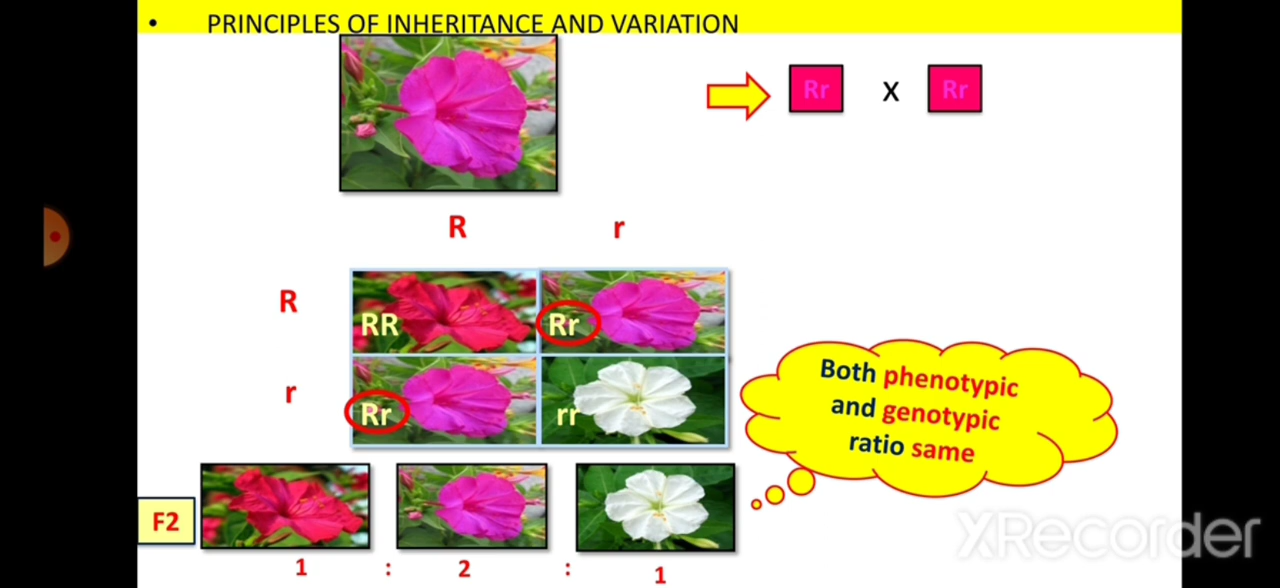 • PRINCIPLES OF INHERITANCE AND VARIATION
Rr x Rr
R r
R
RR Rr
r
Rr rr
Both phenotypic
and genotypic
ratio same
F2
1 : 2 : 1
XRecorder